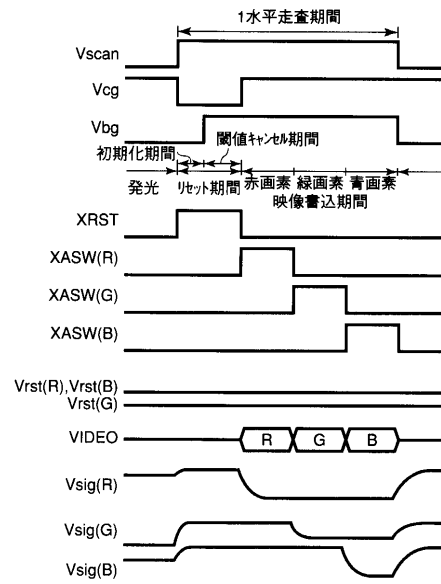 1水平走査期間
Vscan
Vcg
Vbg
初期化期間
閾値キャンセル期間
発光
リセット期間
赤画素
緑画素
青画素
映像書込期間
XRST
XASW(R)
XASW(G)
XASW(B)
Vrst(R),Vrst(B)
Vrst(G)
VIDEO
R
G
B
Vsig(R)
Vsig(G)
Vsig(B)